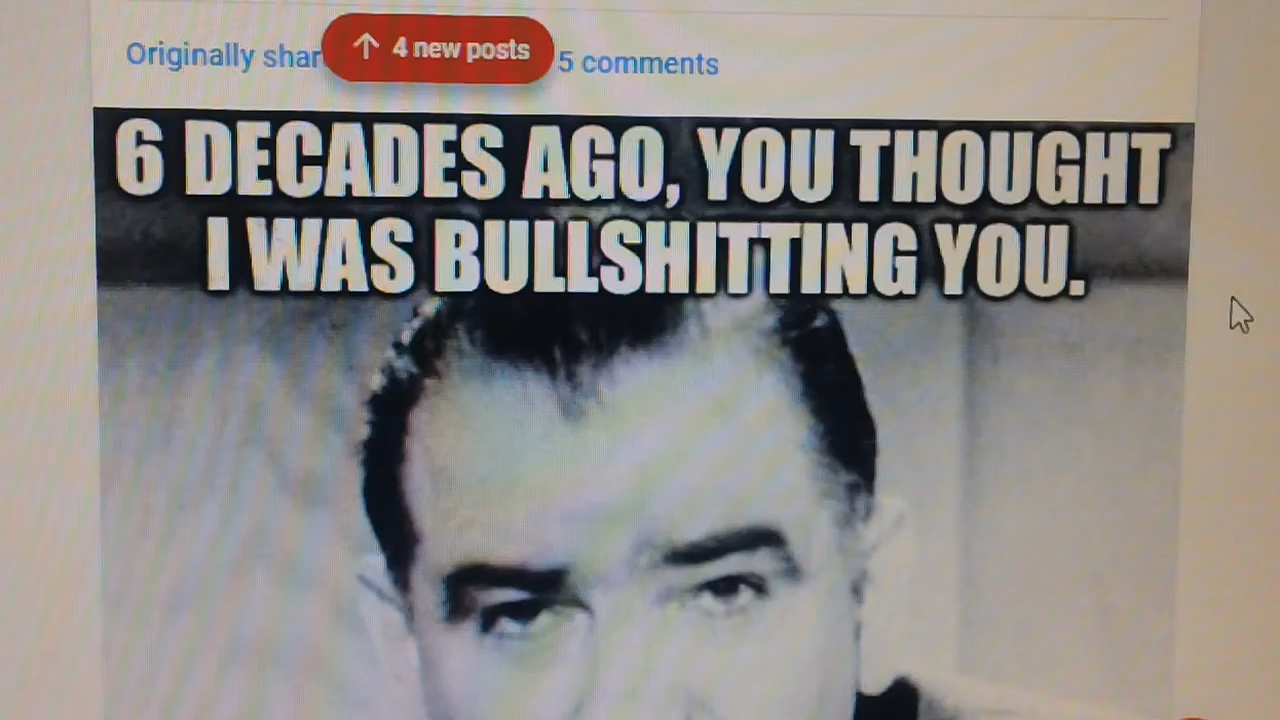 Originally shar
4 new posts
5 comments
6 DECADES AGO, YOU THOUGHT
I WAS BULLSHITTING YOU.